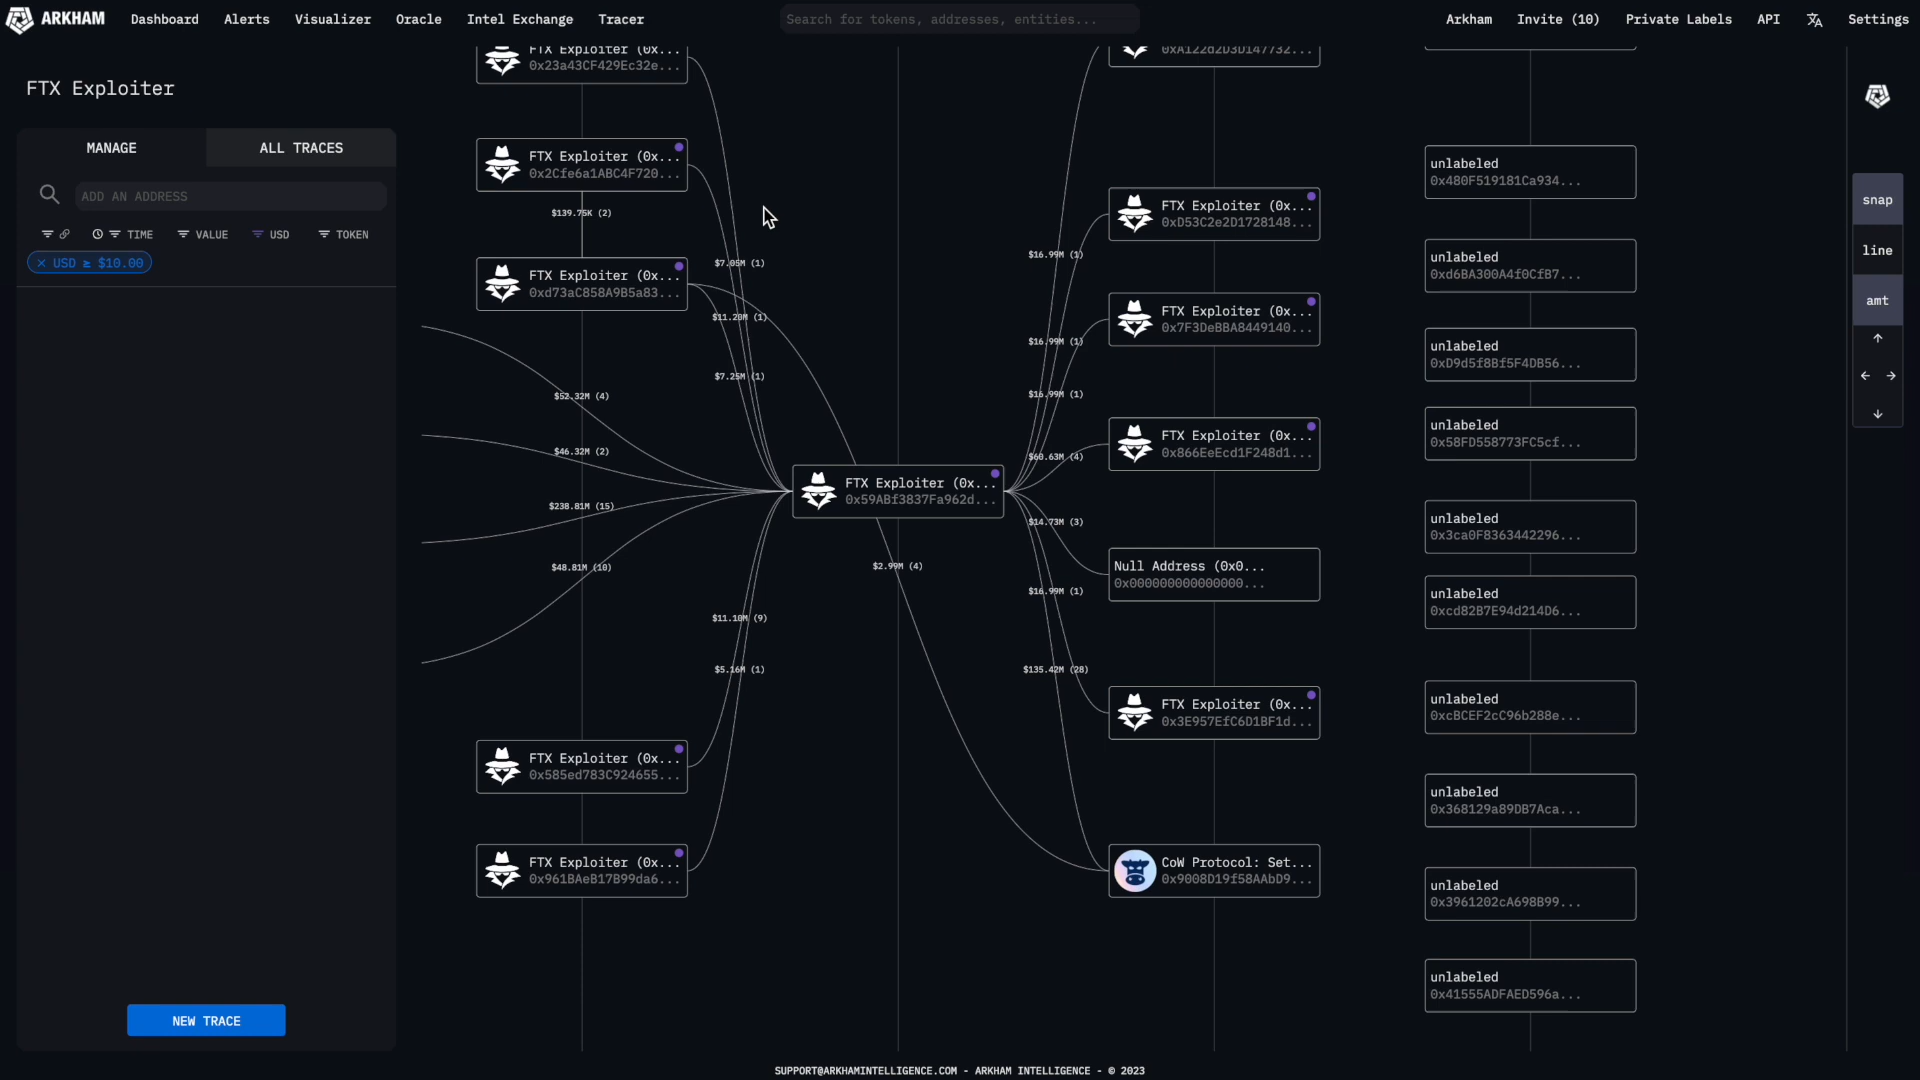 ARKHAM Dashboard Alerts Visualizer Oracle Intel Exchange Tracer Search for tokens, addresses, entities... Arkham Invite (10) Private Labels API Settings
FTX Exploiter
MANAGE ALL TRACES
ADD AN ADDRESS
TIME VALUE USD TOKEN
× USD ≥ $10.00
NEW TRACE
FTX Exploiter (0x...
0x23a43CF429Ec32e...
FTX Exploiter (0x...
0x2Cfe6a1ABC4F720...
$139.75K (2)
FTX Exploiter (0x...
0xd73aC858A9B5a83...
$52.32M (4)
$46.32M (2)
$238.81M (15)
$48.81M (10)
FTX Exploiter (0x...
0x585ed783C924655...
FTX Exploiter (0x...
0x961BAeB17B99da6...
$7.05M (1)
$11.20M (1)
$7.25M (1)
$11.10M (9)
$5.16M (1)
FTX Exploiter (0x...
0x59ABf3837Fa962d...
$2.99M (4)
$16.99M (1)
$16.99M (1)
$16.99M (1)
$60.63M (4)
$14.73M (3)
$16.99M (1)
$135.42M (28)
0xA122d2D3D147732...
FTX Exploiter (0x...
0xD53C2e2D1728148...
FTX Exploiter (0x...
0x7F3DeBBA8449140...
FTX Exploiter (0x...
0x866EeEcd1F248d1...
Null Address (0x0...
0x000000000000000...
FTX Exploiter (0x...
0x3E957EfC6D1BF1d...
CoW Protocol: Set...
0x9008D19f58AAbD9...
unlabeled
0x480F519181Ca934...
unlabeled
0xd6BA300A4f0CfB7...
unlabeled
0xD9d5f8Bf5F4DB56...
unlabeled
0x58FD558773FC5cf...
unlabeled
0x3ca0F8363442296...
unlabeled
0xcd82B7E94d214D6...
unlabeled
0xcBCEF2cC96b288e...
unlabeled
0x368129a89DB7Aca...
unlabeled
0x3961202cA698B99...
unlabeled
0x41555ADFAED596a...
snap
line
amt
SUPPORT@ARKHAMINTELLIGENCE.COM - ARKHAM INTELLIGENCE - © 2023